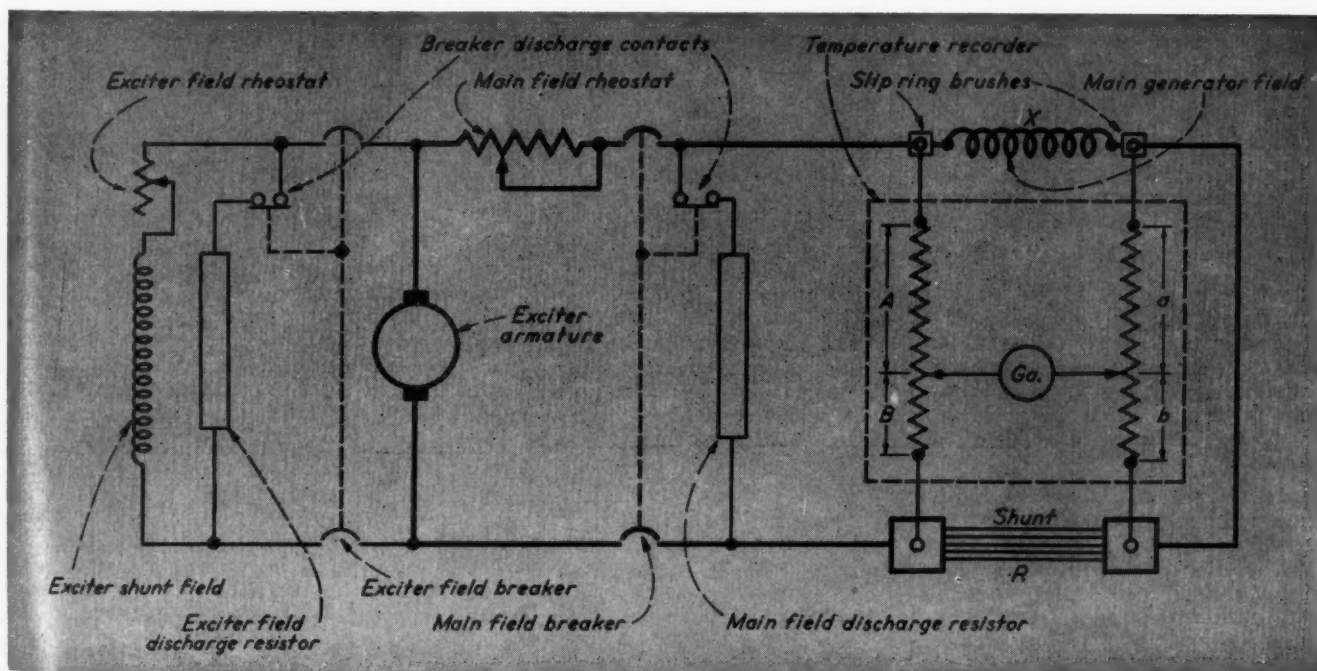 Breaker discharge contacts
Temperature recorder
Exciter field rheostat
Main field rheostat
Slip ring brushes
Main generator field
X
A
a
Exciter
armature
Ga.
B
b
Shunt
R
Exciter shunt field
Exciter field breaker
Exciter field
discharge resistor
Main field breaker
Main field discharge resistor